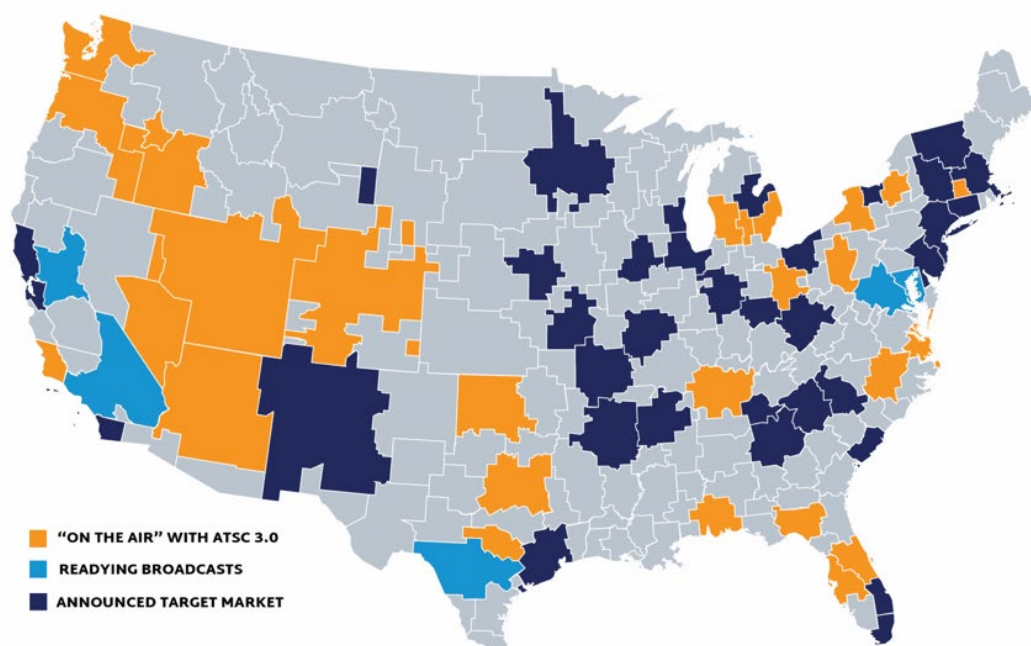 "ON THE AIR" WITH ATSC 3.0
READYING BROADCASTS
ANNOUNCED TARGET MARKET